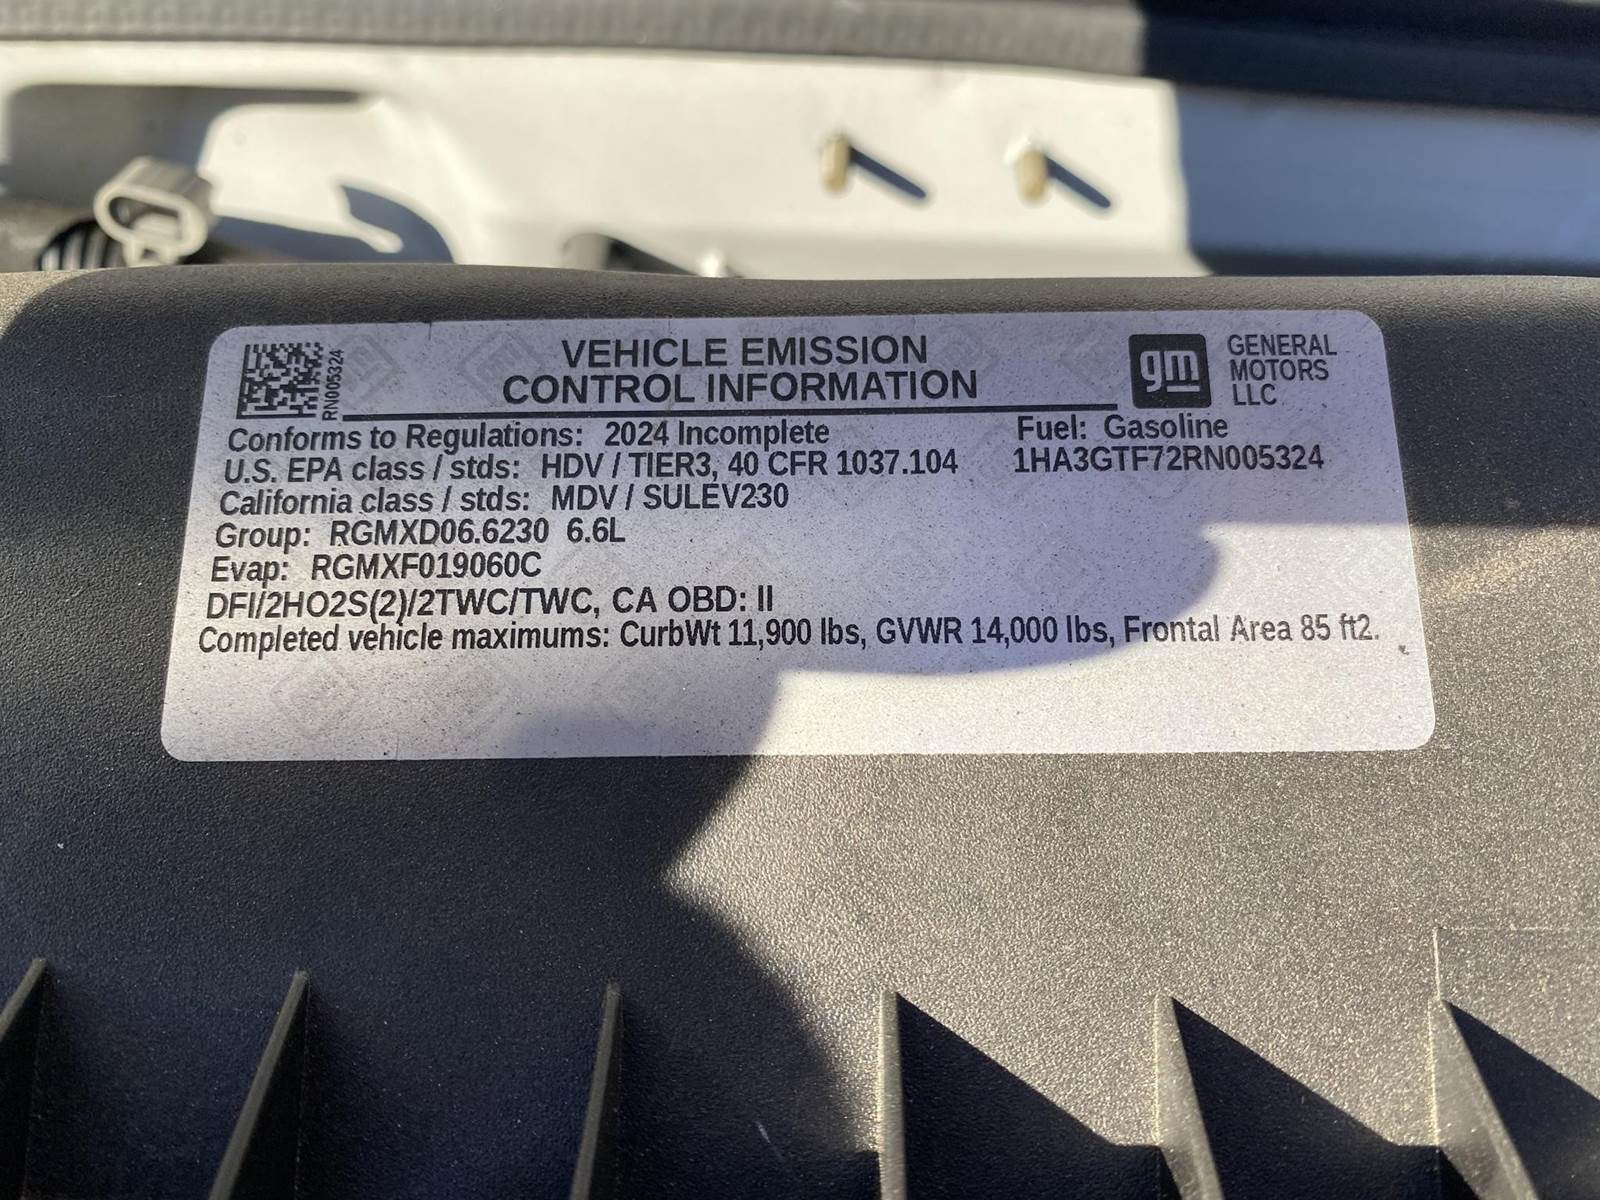 RN005324
VEHICLE EMISSION
CONTROL INFORMATION
gm
GENERAL
MOTORS
LLC
Conforms to Regulations: 2024 Incomplete
Fuel: Gasoline
U.S. EPA class / stds: HDV / TIER3, 40 CFR 1037.104
1HA3GTF72RN005324
California class / stds: MDV / SULEV230
Group: RGMXD06.6230 6.6L
Evap: RGMXF019060C
DFI/2HO2S(2)/2TWC/TWC, CA OBD: II
Completed vehicle maximums: CurbWt 11,900 lbs, GVWR 14,000 lbs, Frontal Area 85 ft2.